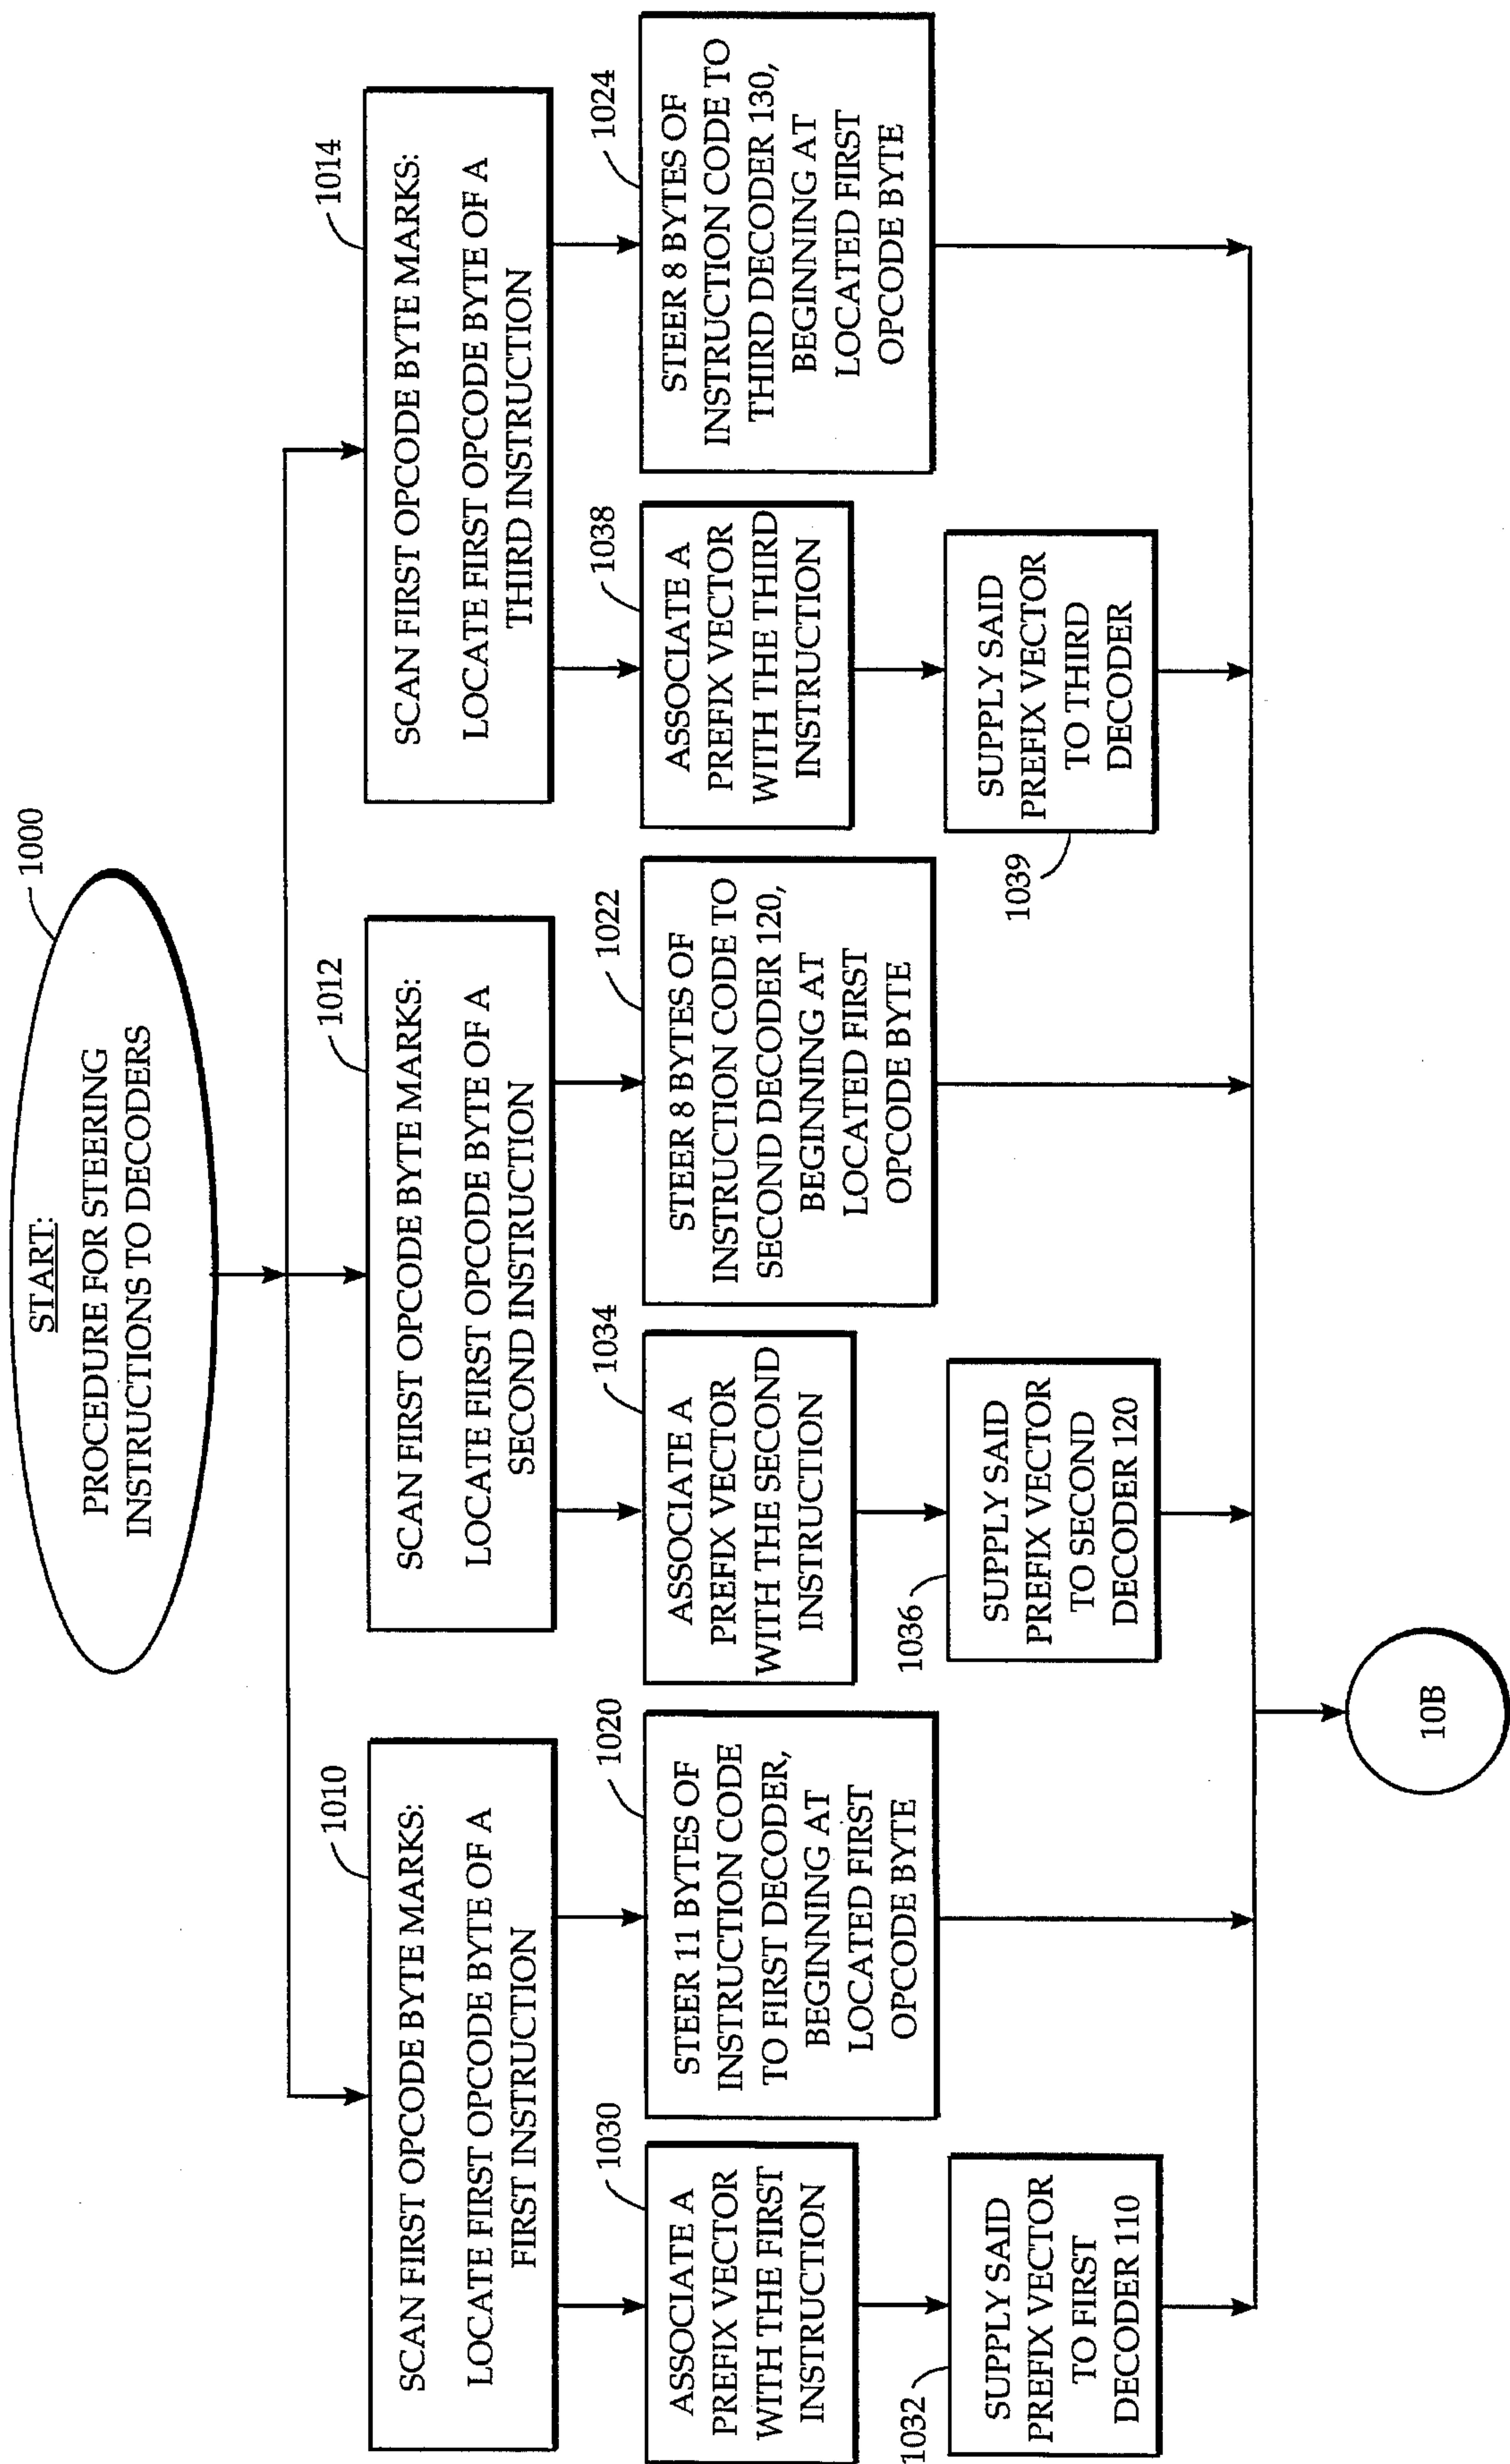 START:
PROCEDURE FOR STEERING
INSTRUCTIONS TO DECODERS
1000
SCAN FIRST OPCODE BYTE MARKS:
LOCATE FIRST OPCODE BYTE OF A
FIRST INSTRUCTION
1010
SCAN FIRST OPCODE BYTE MARKS:
LOCATE FIRST OPCODE BYTE OF A
SECOND INSTRUCTION
1012
SCAN FIRST OPCODE BYTE MARKS:
LOCATE FIRST OPCODE BYTE OF A
THIRD INSTRUCTION
1014
ASSOCIATE A
PREFIX VECTOR
WITH THE FIRST
INSTRUCTION
1030
STEER 11 BYTES OF
INSTRUCTION CODE
TO FIRST DECODER,
BEGINNING AT
LOCATED FIRST
OPCODE BYTE
1020
ASSOCIATE A
PREFIX VECTOR
WITH THE SECOND
INSTRUCTION
1034
STEER 8 BYTES OF
INSTRUCTION CODE TO
SECOND DECODER 120,
BEGINNING AT
LOCATED FIRST
OPCODE BYTE
1022
ASSOCIATE A
PREFIX VECTOR
WITH THE THIRD
INSTRUCTION
1038
STEER 8 BYTES OF
INSTRUCTION CODE TO
THIRD DECODER 130,
BEGINNING AT
LOCATED FIRST
OPCODE BYTE
1024
1032
SUPPLY SAID
PREFIX VECTOR
TO FIRST
DECODER 110
1036
SUPPLY SAID
PREFIX VECTOR
TO SECOND
DECODER 120
1039
SUPPLY SAID
PREFIX VECTOR
TO THIRD
DECODER
10B